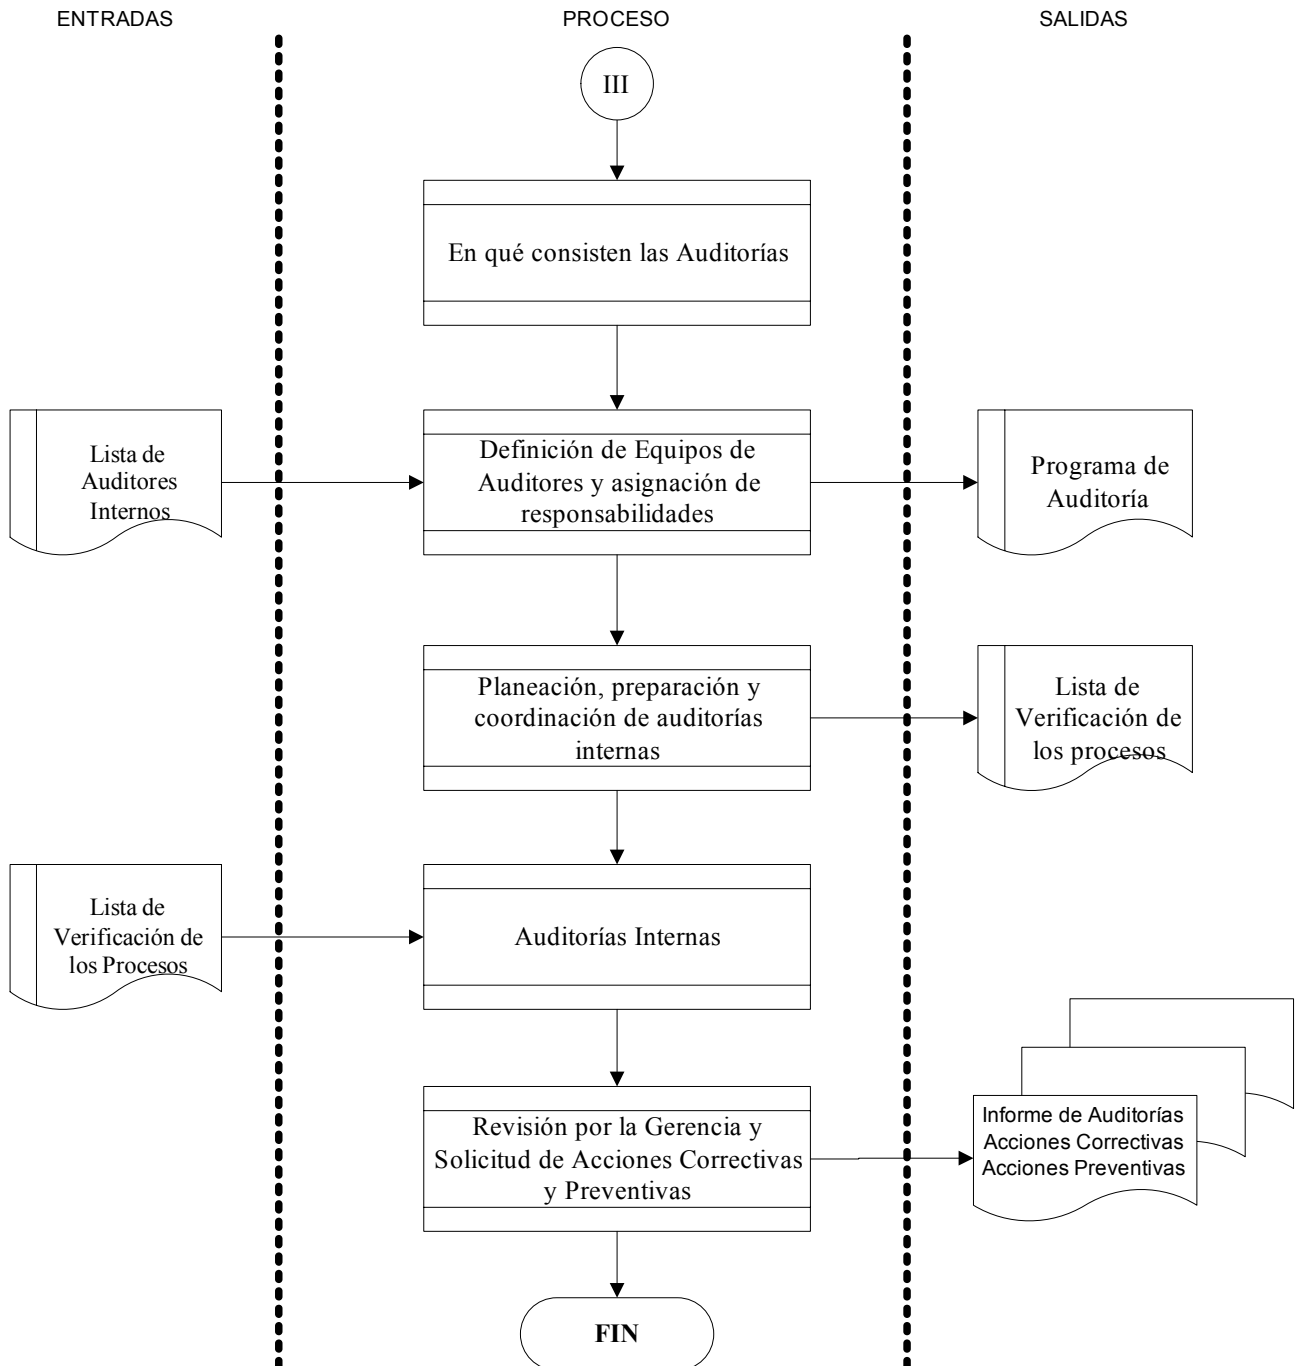 ENTRADAS
PROCESO
SALIDAS
III
En qué consisten las Auditorías
Lista de
Auditores
Internos
Definición de Equipos de
Auditores y asignación de
responsabilidades
Programa de
Auditoría
Planeación, preparación y
coordinación de auditorías
internas
Lista de
Verificación de
los procesos
Lista de
Verificación de
los Procesos
Auditorías Internas
Revisión por la Gerencia y
Solicitud de Acciones Correctivas
y Preventivas
Informe de Auditorías
Acciones Correctivas
Acciones Preventivas
FIN